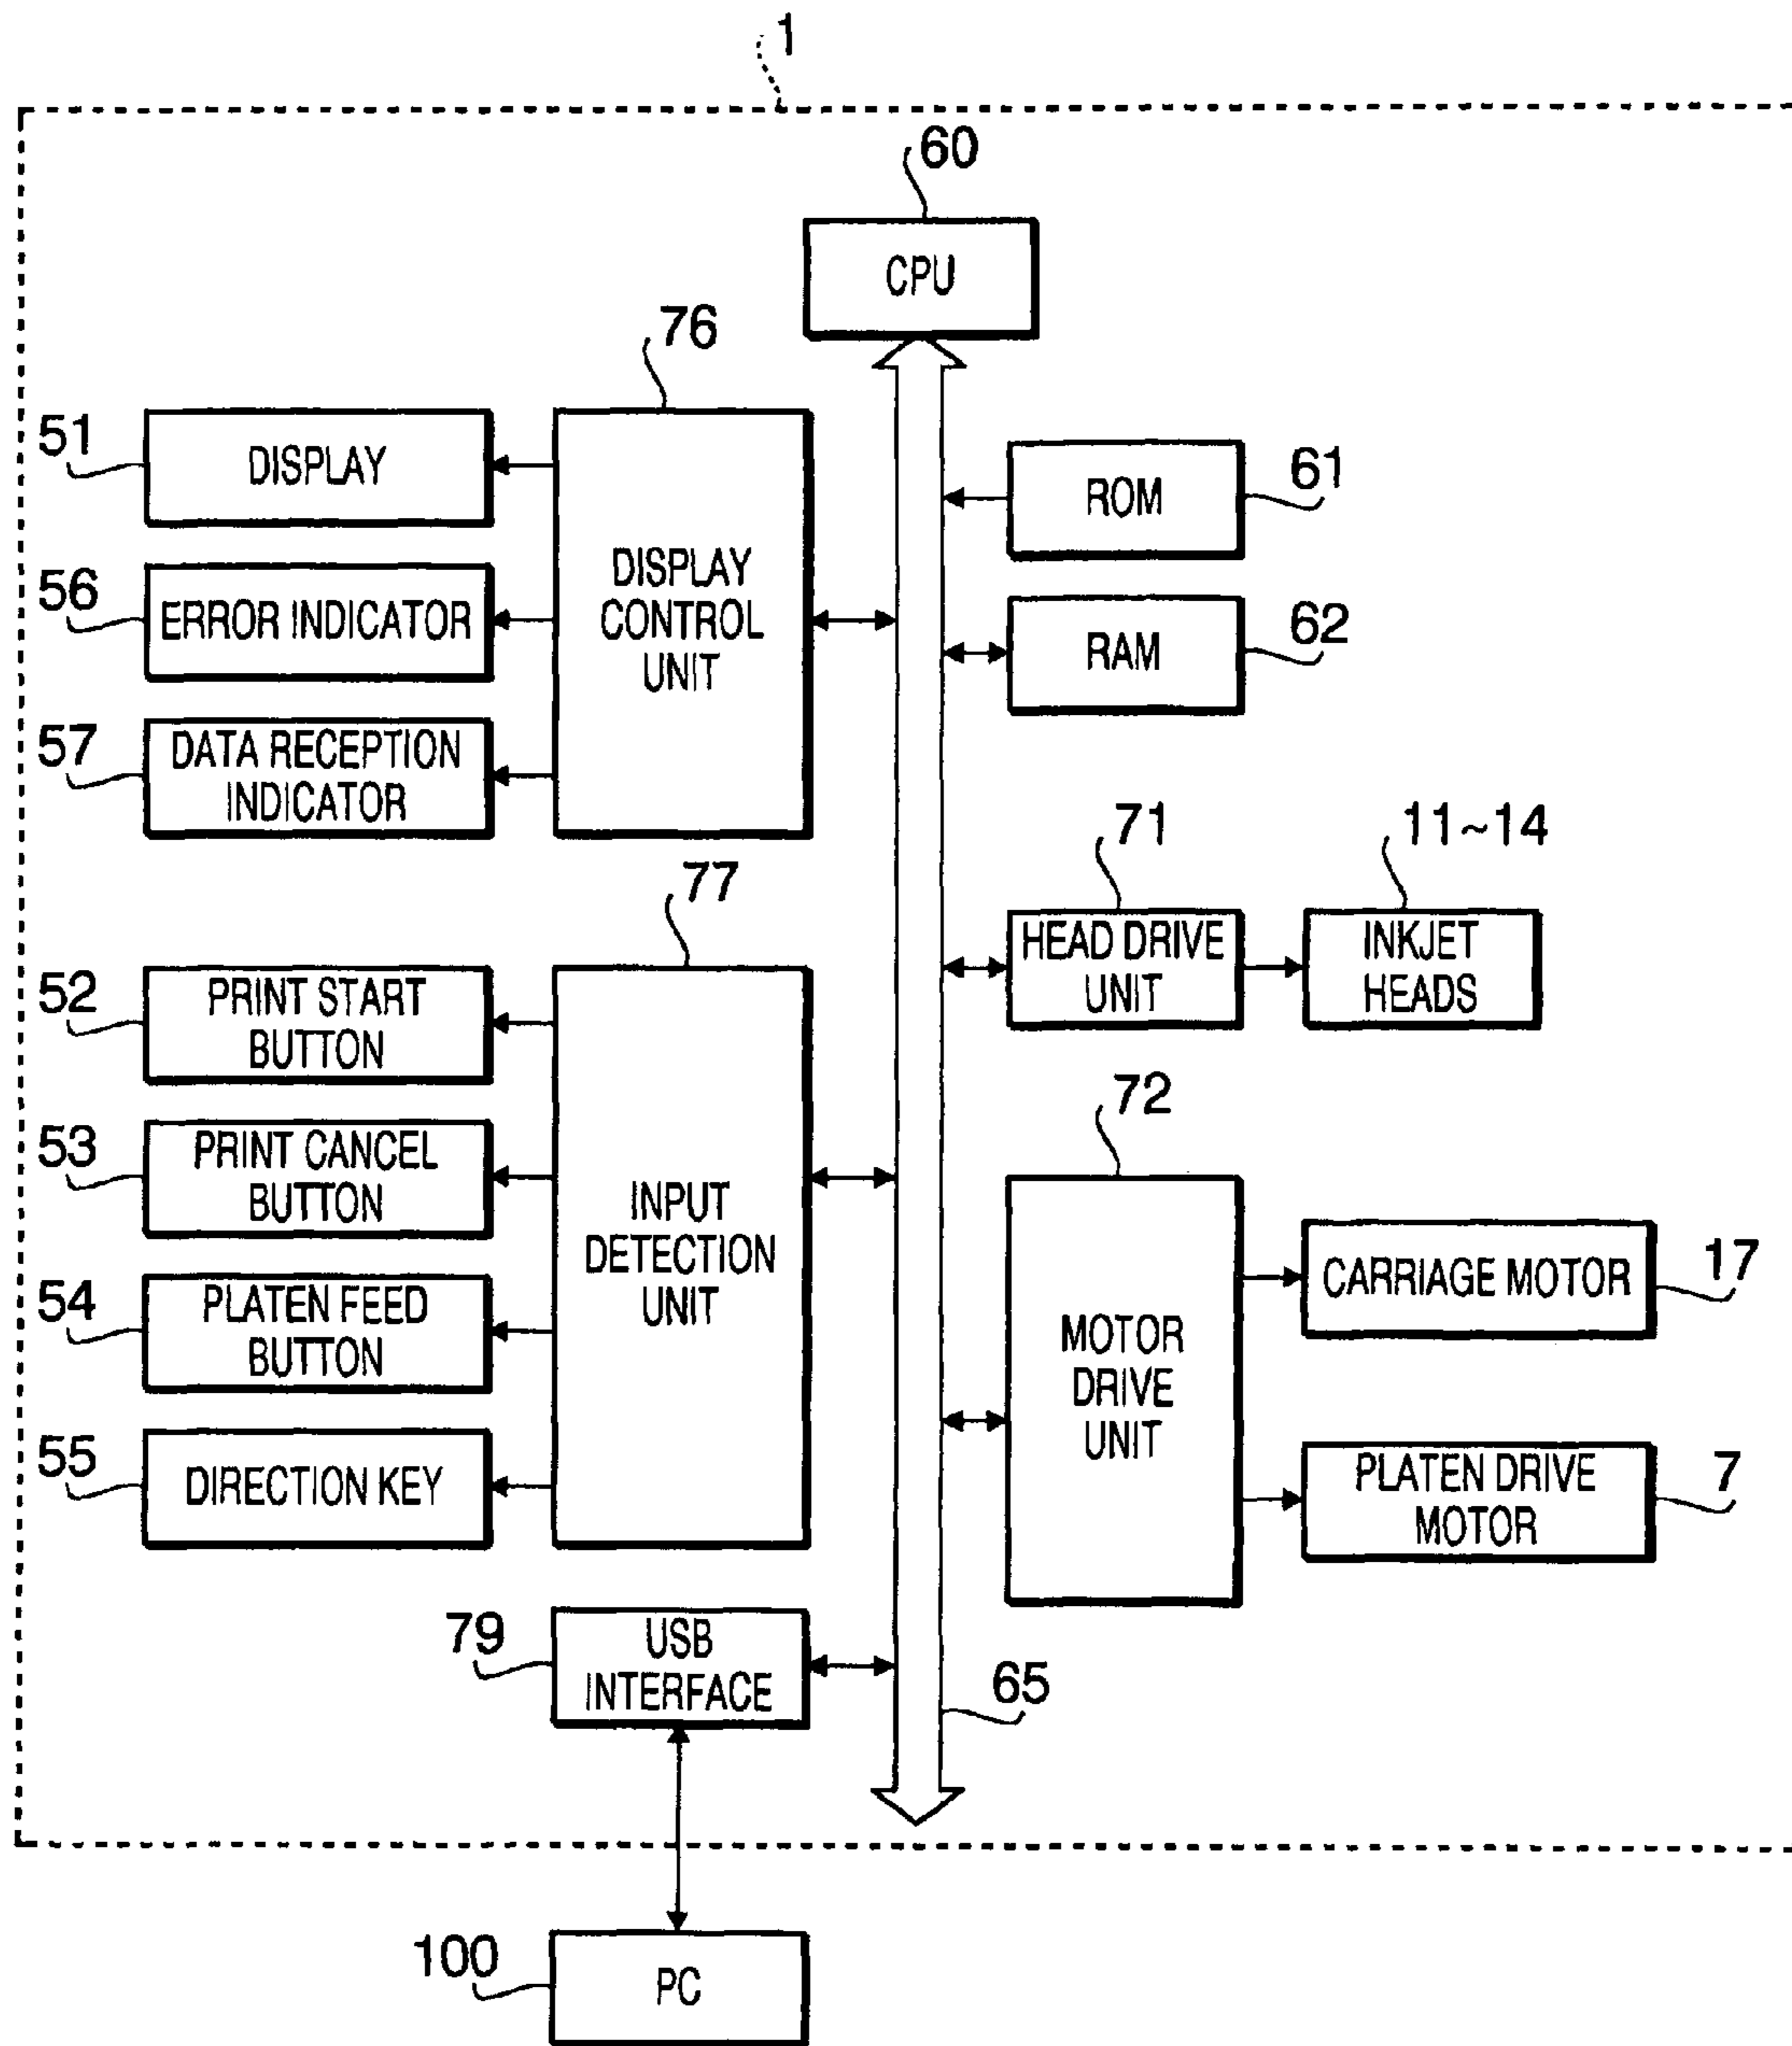 1
60
CPU
76
51
DISPLAY
56
ERROR INDICATOR
57
DATA RECEPTION
INDICATOR
DISPLAY
CONTROL
UNIT
ROM
61
RAM
62
71
HEAD DRIVE
UNIT
11~14
INKJET
HEADS
77
52
PRINT START
BUTTON
53
PRINT CANCEL
BUTTON
54
PLATEN FEED
BUTTON
55
DIRECTION KEY
INPUT
DETECTION
UNIT
72
MOTOR
DRIVE
UNIT
CARRIAGE MOTOR
17
PLATEN DRIVE
MOTOR
7
79
USB
INTERFACE
65
100
PC